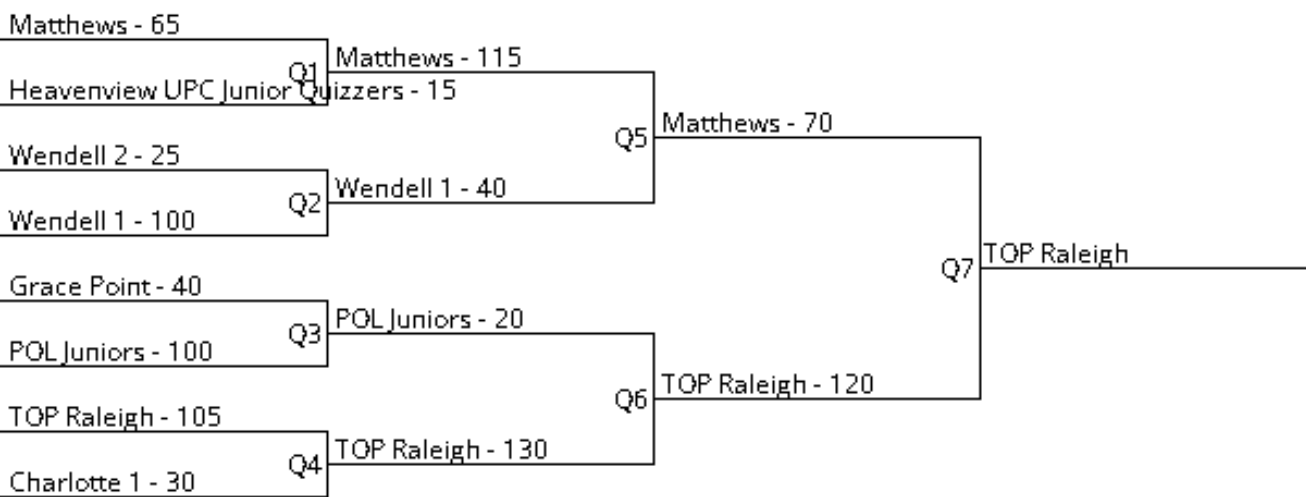 Matthews - 65
Q1
Matthews - 115
Heavenview UPC Junior Quizzers - 15
Q5
Matthews - 70
Wendell 2 - 25
Q2
Wendell 1 - 40
Wendell 1 - 100
Q7
TOP Raleigh
Grace Point - 40
Q3
POL Juniors - 20
POL Juniors - 100
Q6
TOP Raleigh - 120
TOP Raleigh - 105
Q4
TOP Raleigh - 130
Charlotte 1 - 30